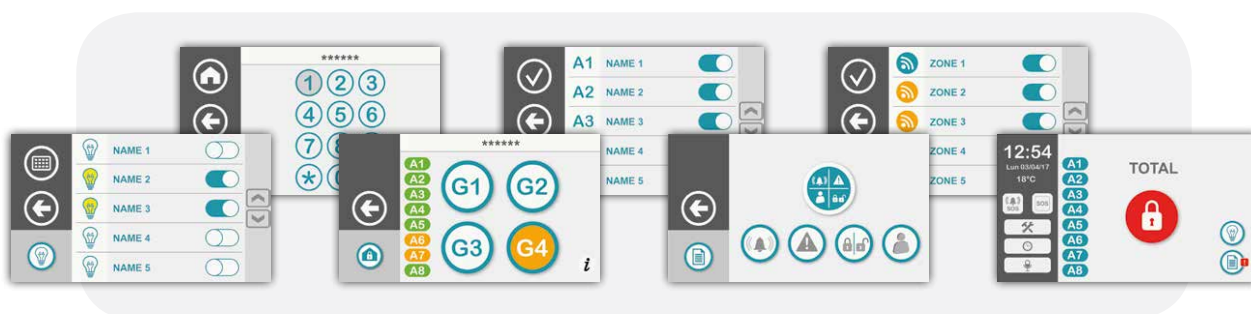 ******
1 2 3
4 5 6
7
*
A1 NAME 1
A2 NAME 2
A3 NAME 3
NAME 4
NAME 5
ZONE 1
ZONE 2
ZONE 3
ZONE 4
ZONE 5
NAME 1
NAME 2
NAME 3
NAME 4
NAME 5
******
A1
A2
A3
A4
A5
A6
A7
A8
G1 G2
G3 G4
i
12:54
Lun 03/04/17
18°C
SOS SOS
A1
A2
A3
A4
A5
A6
A7
A8
TOTAL